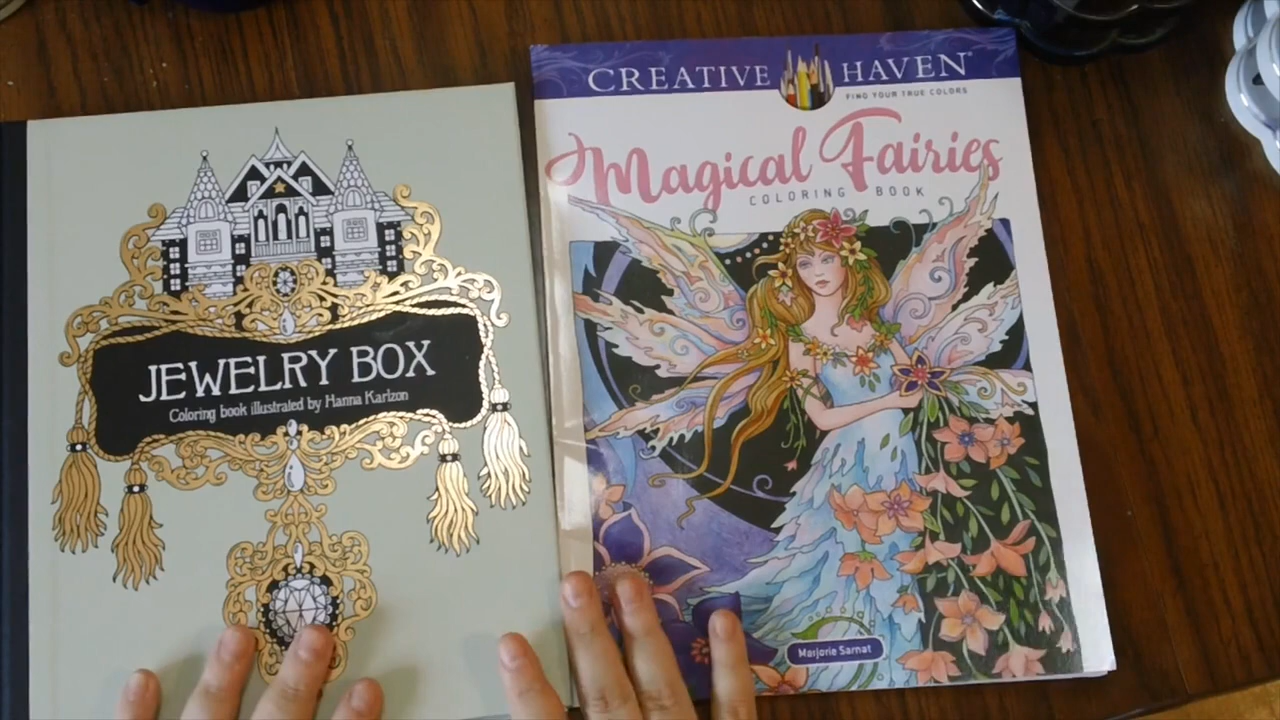 JEWELRY BOX
Coloring book illustrated by Hanna Karlzon
CREATIVE HAVEN®
FIND YOUR TRUE COLORS
Magical Fairies
COLORING BOOK
Marjorie Sarnat